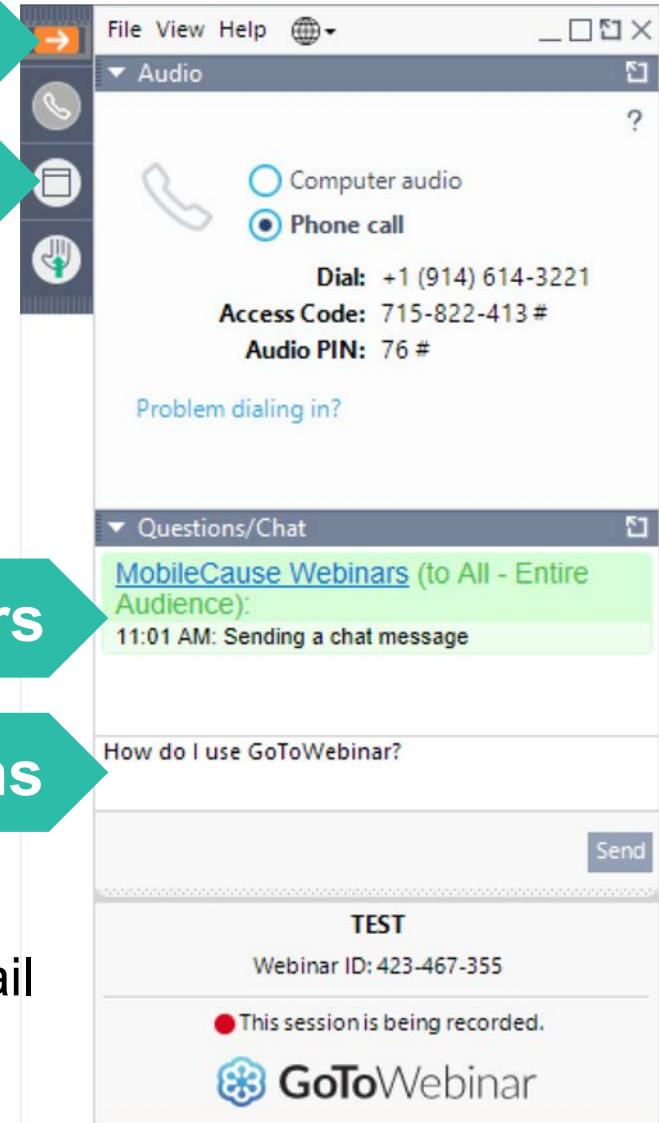 File View Help
Audio
?
Computer audio
Phone call
Dial: +1 (914) 614-3221
Access Code: 715-822-413 #
Audio PIN: 76 #
Problem dialing in?
Questions/Chat
MobileCause Webinars (to All - Entire
Audience):
11:01 AM: Sending a chat message
rs
How do I use GoToWebinar?
ns
Send
TEST
Webinar ID: 423-467-355
ail
This session is being recorded.
GoToWebinar